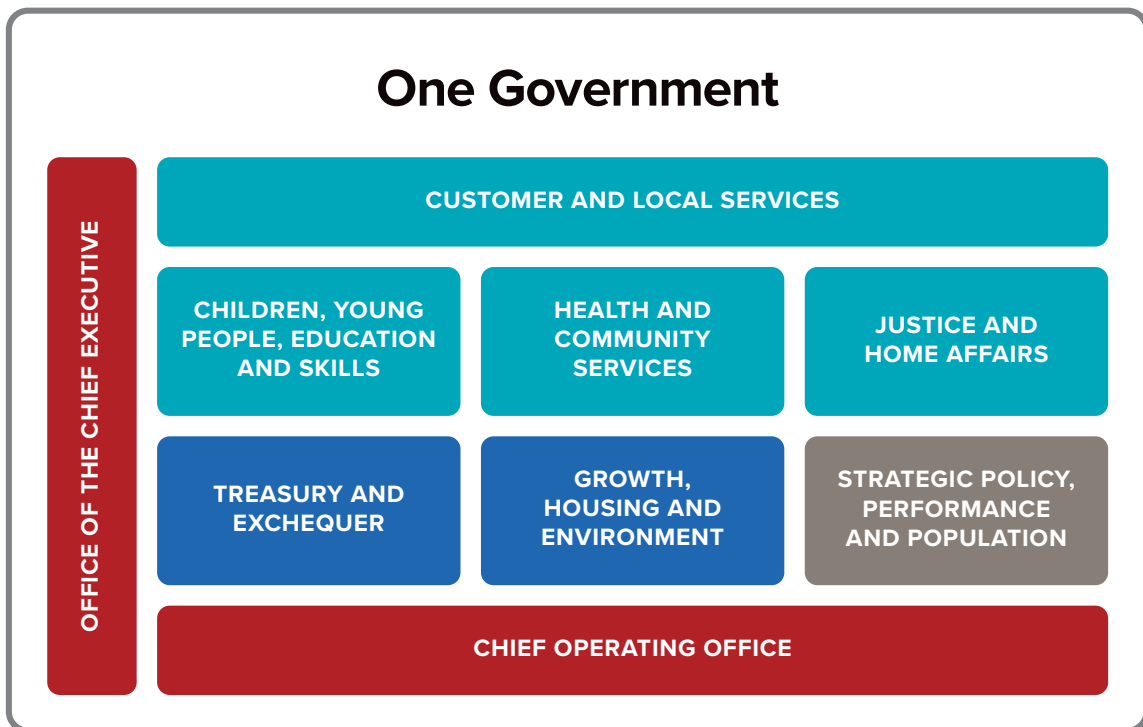 One Government
OFFICE OF THE CHIEF EXECUTIVE
CUSTOMER AND LOCAL SERVICES
CHILDREN, YOUNG
PEOPLE, EDUCATION
AND SKILLS
HEALTH AND
COMMUNITY
SERVICES
JUSTICE AND
HOME AFFAIRS
TREASURY AND
EXCHEQUER
GROWTH,
HOUSING AND
ENVIRONMENT
STRATEGIC POLICY,
PERFORMANCE
AND POPULATION
CHIEF OPERATING OFFICE